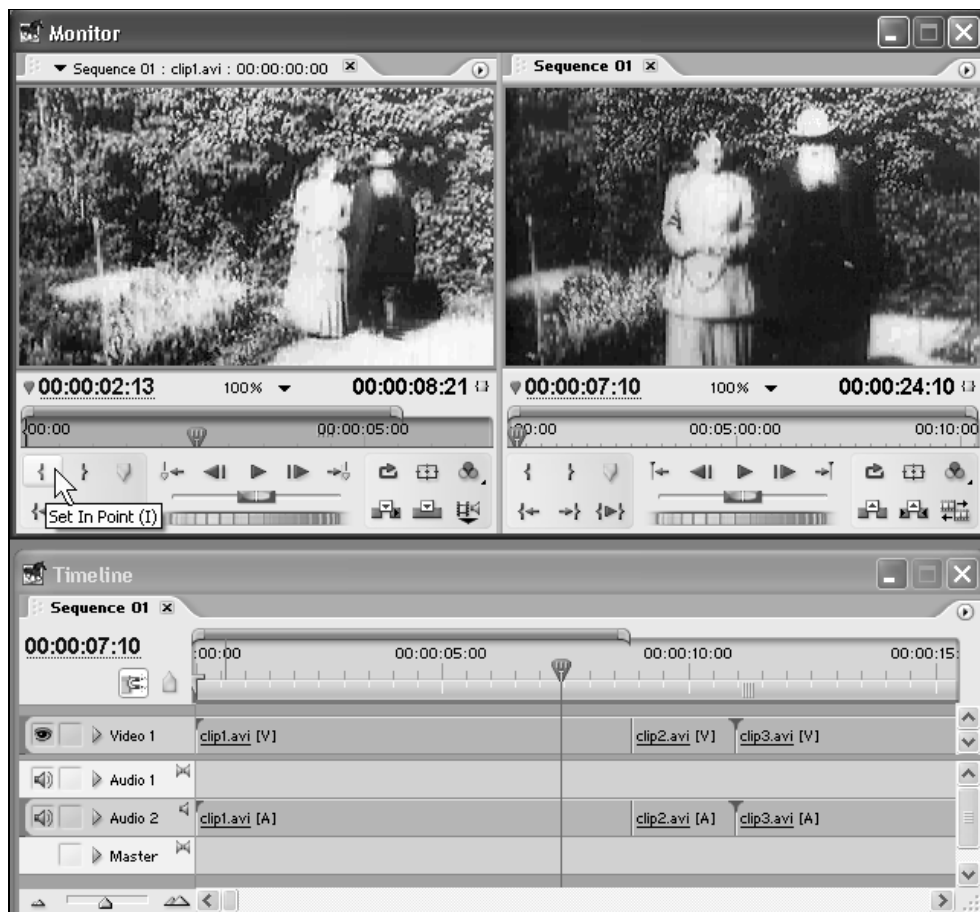 Monitor
Sequence 01 : clip1.avi : 00:00:00:00
Sequence 01
00:00:02:13 100% 00:00:08:21
00:00:07:10 100% 00:00:24:10
00:00 00:00:05:00
00:00 00:05:00:00 00:10:00
Set In Point (I)
Timeline
Sequence 01
00:00:07:10
:00:00 00:00:05:00 00:00:10:00 00:00:15:
Video 1 clip1.avi [V] clip2.avi [V] clip3.avi [V]
Audio 1
Audio 2 clip1.avi [A] clip2.avi [A] clip3.avi [A]
Master